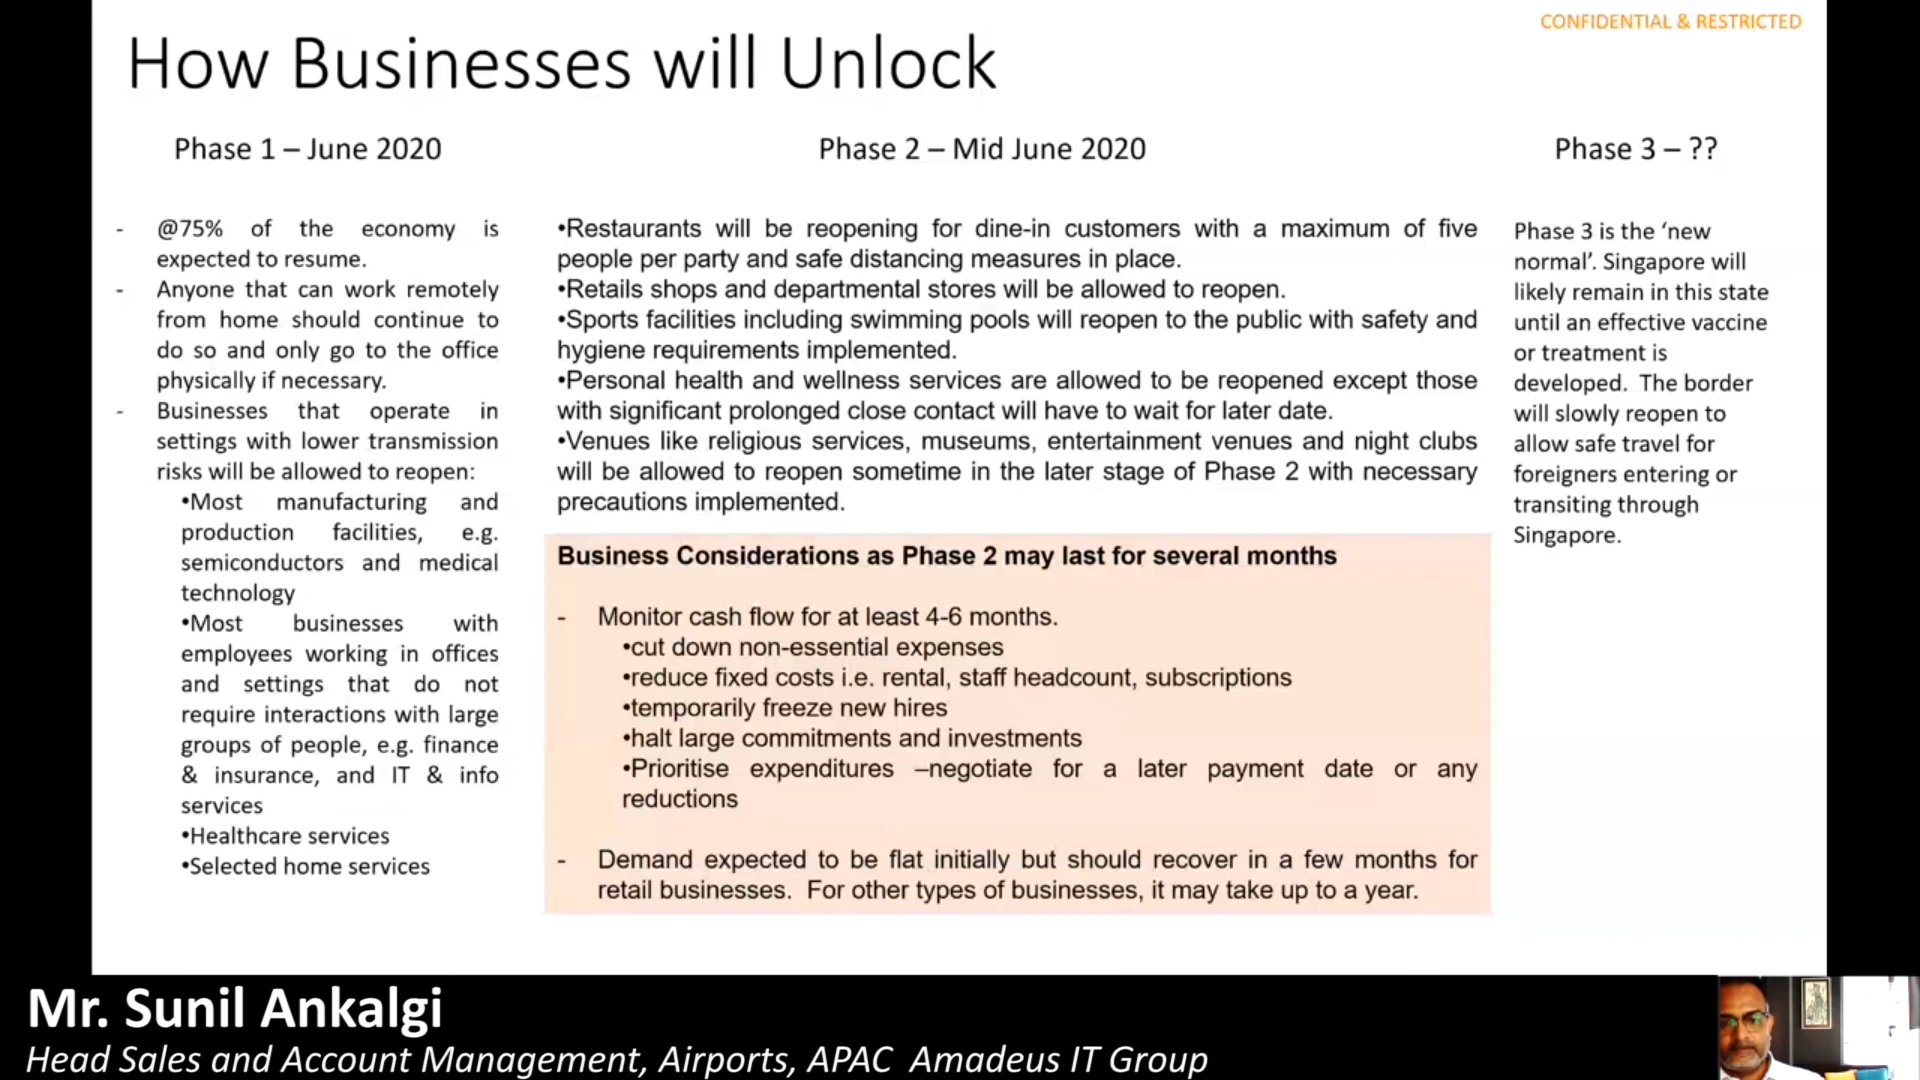 CONFIDENTIAL & RESTRICTED
How Businesses will Unlock
Phase 1 – June 2020
- @75% of the economy is
expected to resume.
- Anyone that can work remotely
from home should continue to
do so and only go to the office
physically if necessary.
- Businesses that operate in
settings with lower transmission
risks will be allowed to reopen:
•Most manufacturing and
production facilities, e.g.
semiconductors and medical
technology
•Most businesses with
employees working in offices
and settings that do not
require interactions with large
groups of people, e.g. finance
& insurance, and IT & info
services
•Healthcare services
•Selected home services
Phase 2 – Mid June 2020
•Restaurants will be reopening for dine-in customers with a maximum of five
people per party and safe distancing measures in place.
•Retails shops and departmental stores will be allowed to reopen.
•Sports facilities including swimming pools will reopen to the public with safety and
hygiene requirements implemented.
•Personal health and wellness services are allowed to be reopened except those
with significant prolonged close contact will have to wait for later date.
•Venues like religious services, museums, entertainment venues and night clubs
will be allowed to reopen sometime in the later stage of Phase 2 with necessary
precautions implemented.
Business Considerations as Phase 2 may last for several months
- Monitor cash flow for at least 4-6 months.
•cut down non-essential expenses
•reduce fixed costs i.e. rental, staff headcount, subscriptions
•temporarily freeze new hires
•halt large commitments and investments
•Prioritise expenditures –negotiate for a later payment date or any
reductions
- Demand expected to be flat initially but should recover in a few months for
retail businesses. For other types of businesses, it may take up to a year.
Phase 3 – ??
Phase 3 is the ‘new
normal’. Singapore will
likely remain in this state
until an effective vaccine
or treatment is
developed. The border
will slowly reopen to
allow safe travel for
foreigners entering or
transiting through
Singapore.
Mr. Sunil Ankalgi
Head Sales and Account Management, Airports, APAC Amadeus IT Group